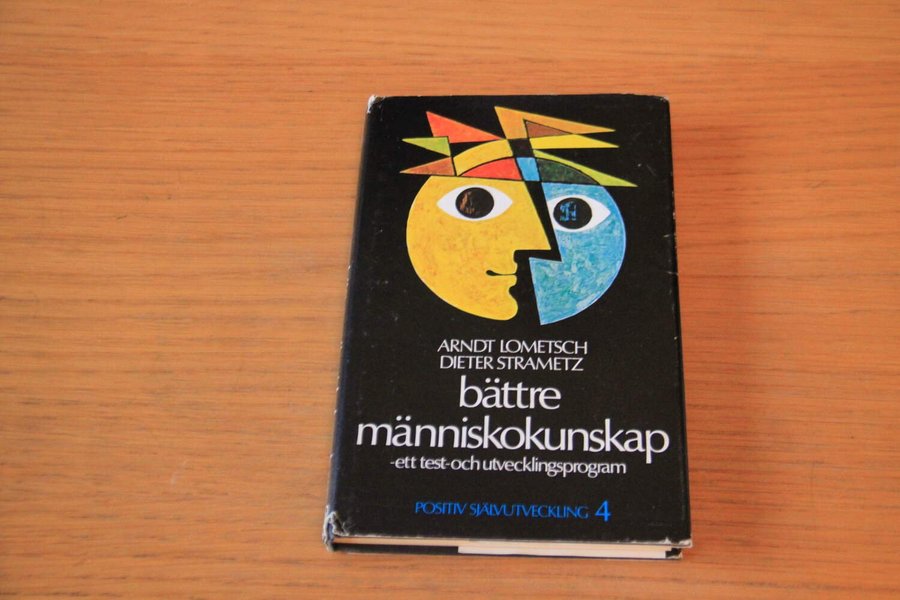 ARNDT LOMETSCH
DIETER STRAMETZ
bättre
människokunskap
-ett test-och utvecklingsprogram
POSITIV SJÄLVUTVECKLING 4